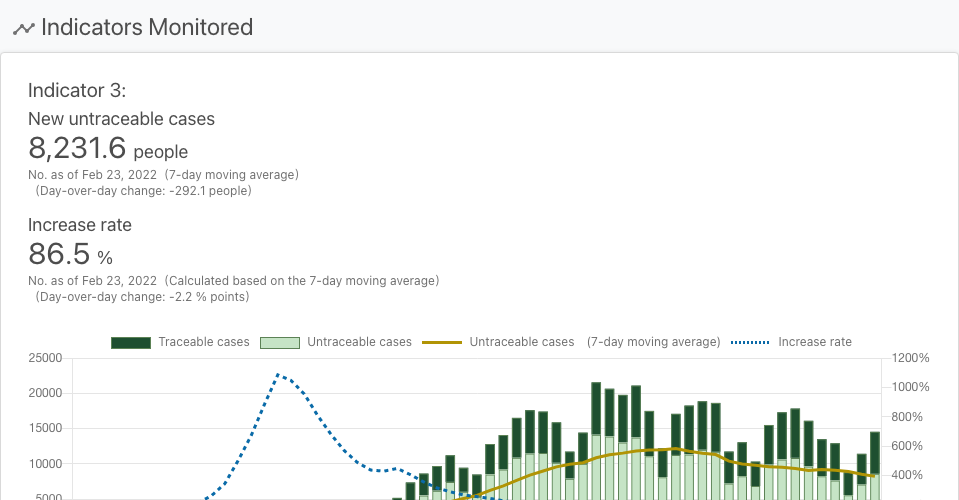 Indicators Monitored
Indicator 3:
New untraceable cases
8,231.6 people
No. as of Feb 23, 2022 (7-day moving average)
(Day-over-day change: -292.1 people)
Increase rate
86.5 %
No. as of Feb 23, 2022 (Calculated based on the 7-day moving average)
(Day-over-day change: -2.2 % points)
Traceable cases Untraceable cases Untraceable cases (7-day moving average) Increase rate
25000 1200%
20000 1000%
15000 800%
10000 600%
5000 400%